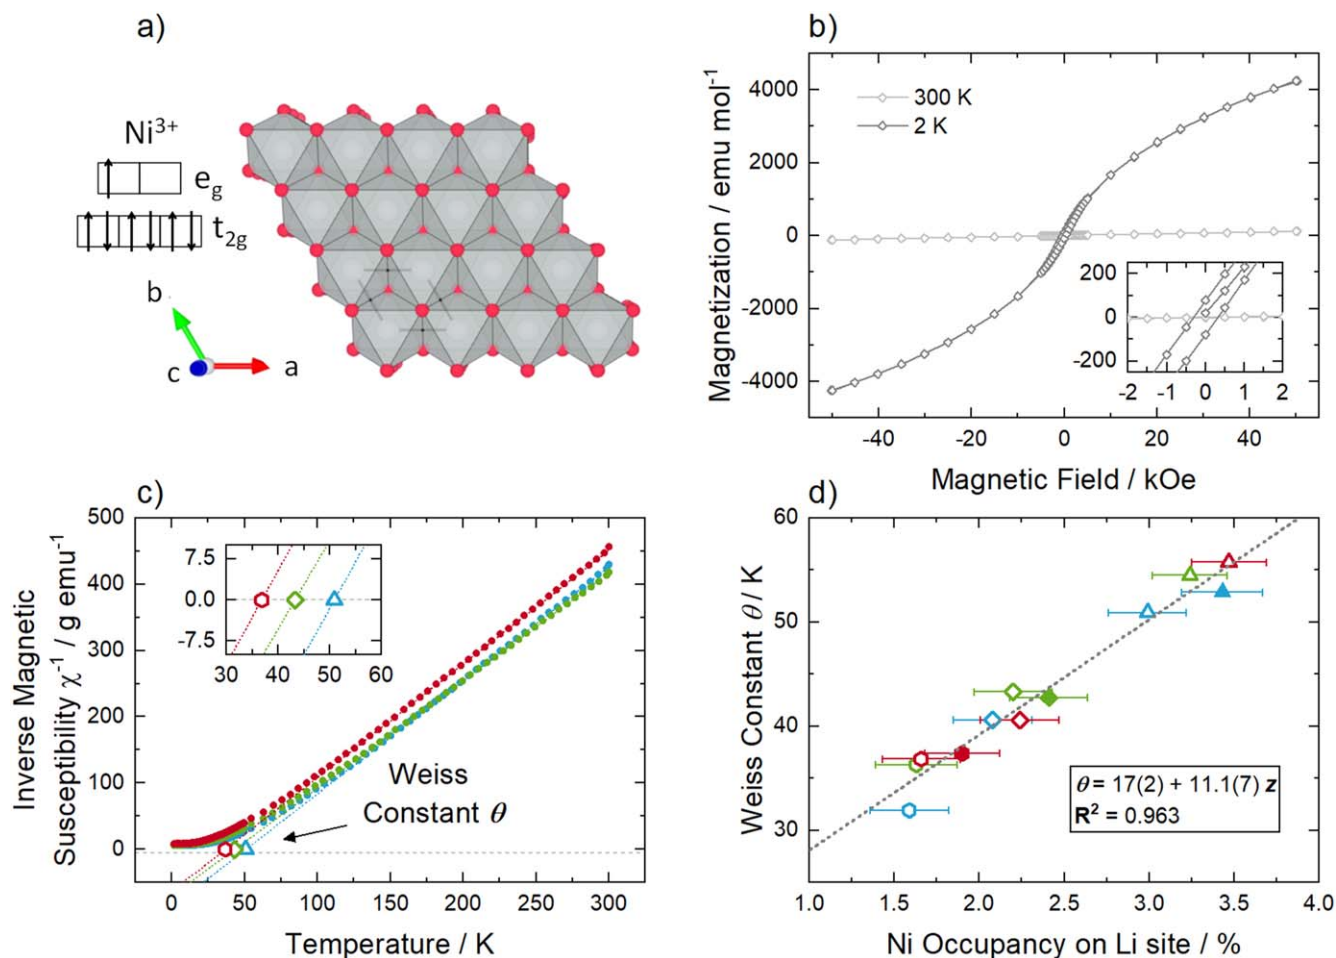 a)
Ni³⁺
e_g
t_2g
b
c
a
b)
Magnetization / emu mol⁻¹
4000
2000
0
-2000
-4000
300 K
2 K
200
0
-200
-2 -1 0 1 2
-40 -20 0 20 40
Magnetic Field / kOe
c)
Inverse Magnetic
Susceptibility χ⁻¹ / g emu⁻¹
500
400
300
200
100
0
7.5
0.0
-7.5
30 40 50 60
Weiss
Constant θ
0 50 100 150 200 250 300
Temperature / K
d)
Weiss Constant θ / K
60
50
40
30
θ = 17(2) + 11.1(7) z
R² = 0.963
1.0 1.5 2.0 2.5 3.0 3.5 4.0
Ni Occupancy on Li site / %